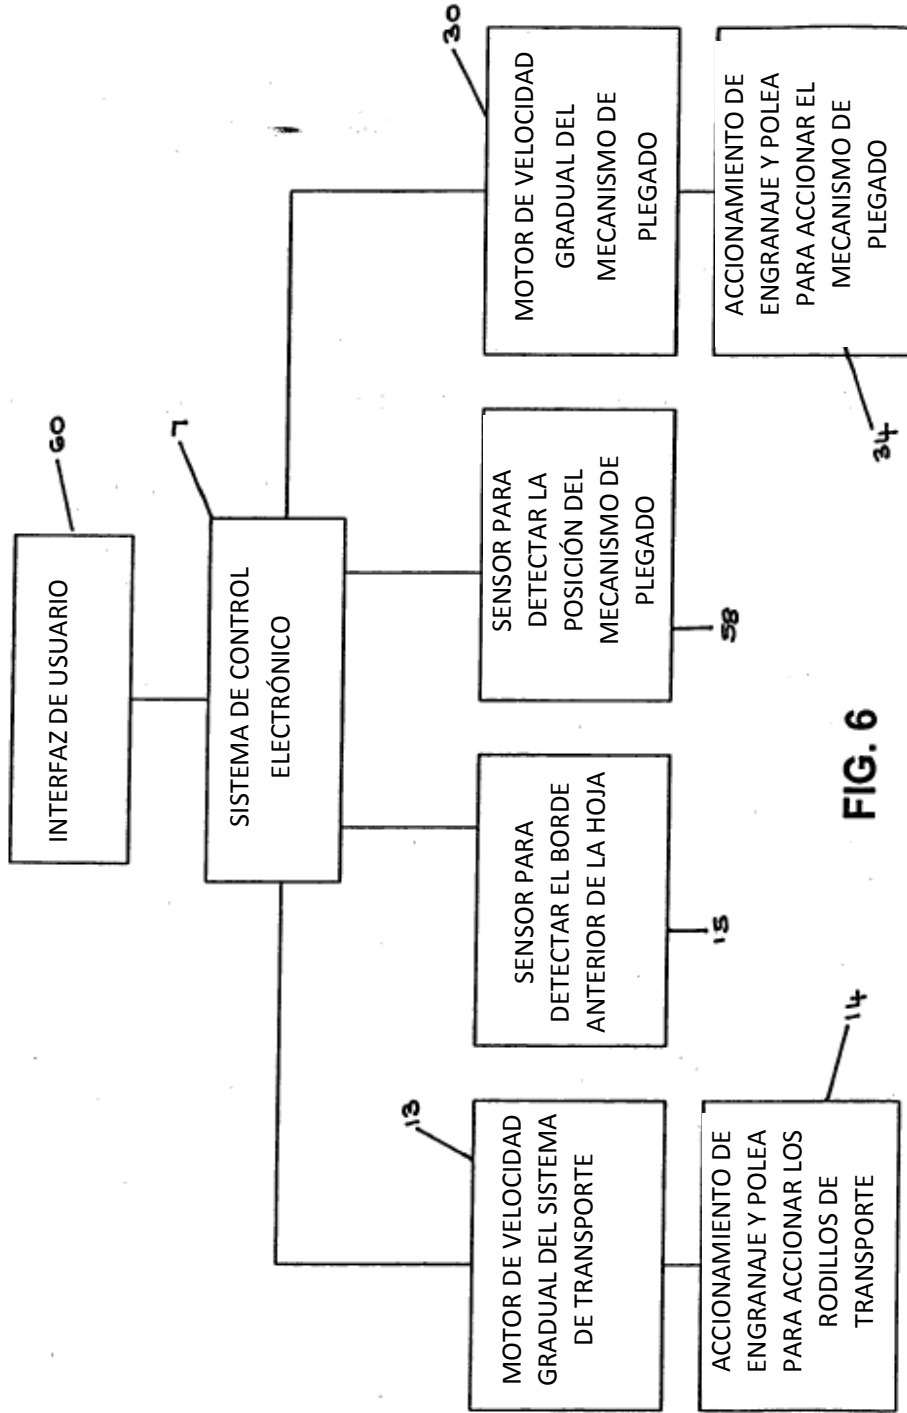 60
INTERFAZ DE USUARIO
7
SISTEMA DE CONTROL
ELECTRÓNICO
13
MOTOR DE VELOCIDAD
GRADUAL DEL SISTEMA
DE TRANSPORTE
SENSOR PARA
DETECTAR EL BORDE
ANTERIOR DE LA HOJA
15
SENSOR PARA
DETECTAR LA
POSICIÓN DEL
MECANISMO DE
PLEGADO
58
30
MOTOR DE VELOCIDAD
GRADUAL DEL
MECANISMO DE
PLEGADO
ACCIONAMIENTO DE
ENGRANAJE Y POLEA
PARA ACCIONAR LOS
RODILLOS DE
TRANSPORTE
14
ACCIONAMIENTO DE
ENGRANAJE Y POLEA
PARA ACCIONAR EL
MECANISMO DE
PLEGADO
34
FIG. 6